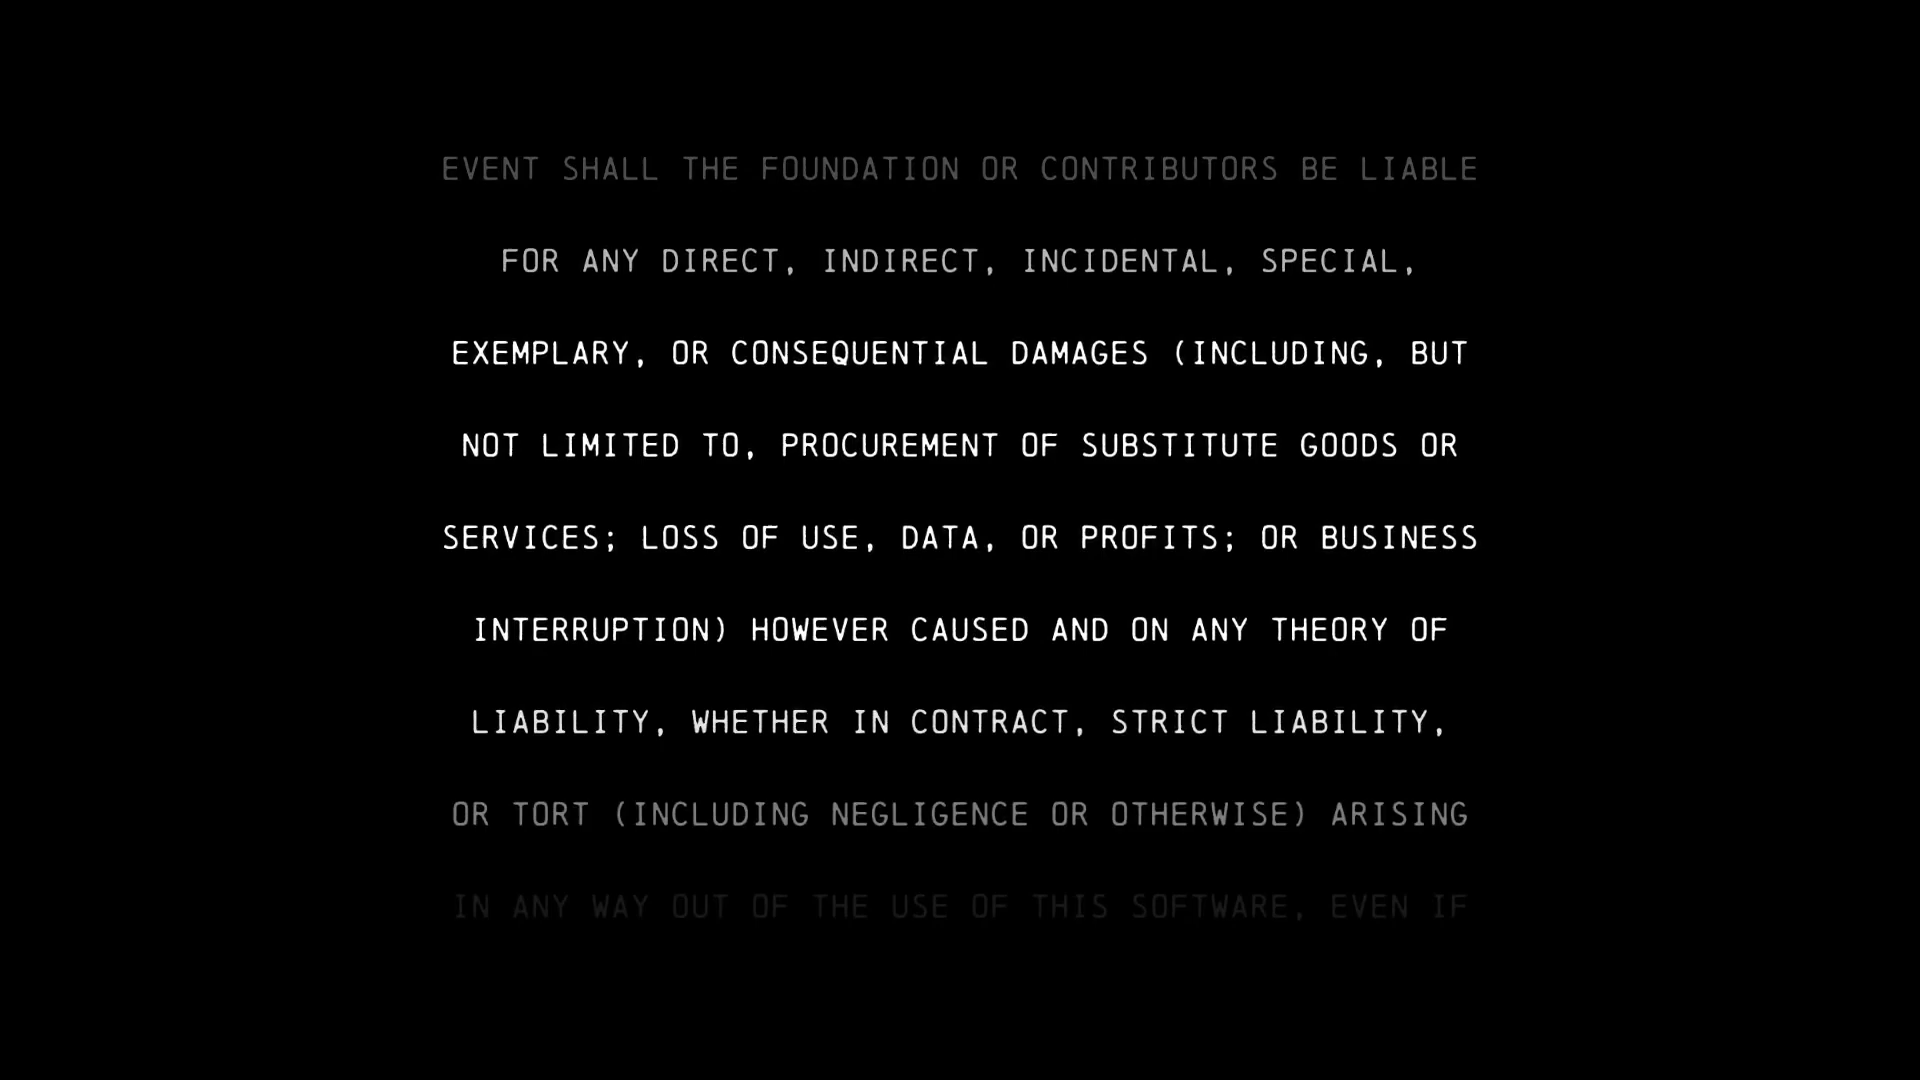 EVENT SHALL THE FOUNDATION OR CONTRIBUTORS BE LIABLE
FOR ANY DIRECT, INDIRECT, INCIDENTAL, SPECIAL,
EXEMPLARY, OR CONSEQUENTIAL DAMAGES (INCLUDING, BUT
NOT LIMITED TO, PROCUREMENT OF SUBSTITUTE GOODS OR
SERVICES; LOSS OF USE, DATA, OR PROFITS; OR BUSINESS
INTERRUPTION) HOWEVER CAUSED AND ON ANY THEORY OF
LIABILITY, WHETHER IN CONTRACT, STRICT LIABILITY,
OR TORT (INCLUDING NEGLIGENCE OR OTHERWISE) ARISING
IN ANY WAY OUT OF THE USE OF THIS SOFTWARE, EVEN IF